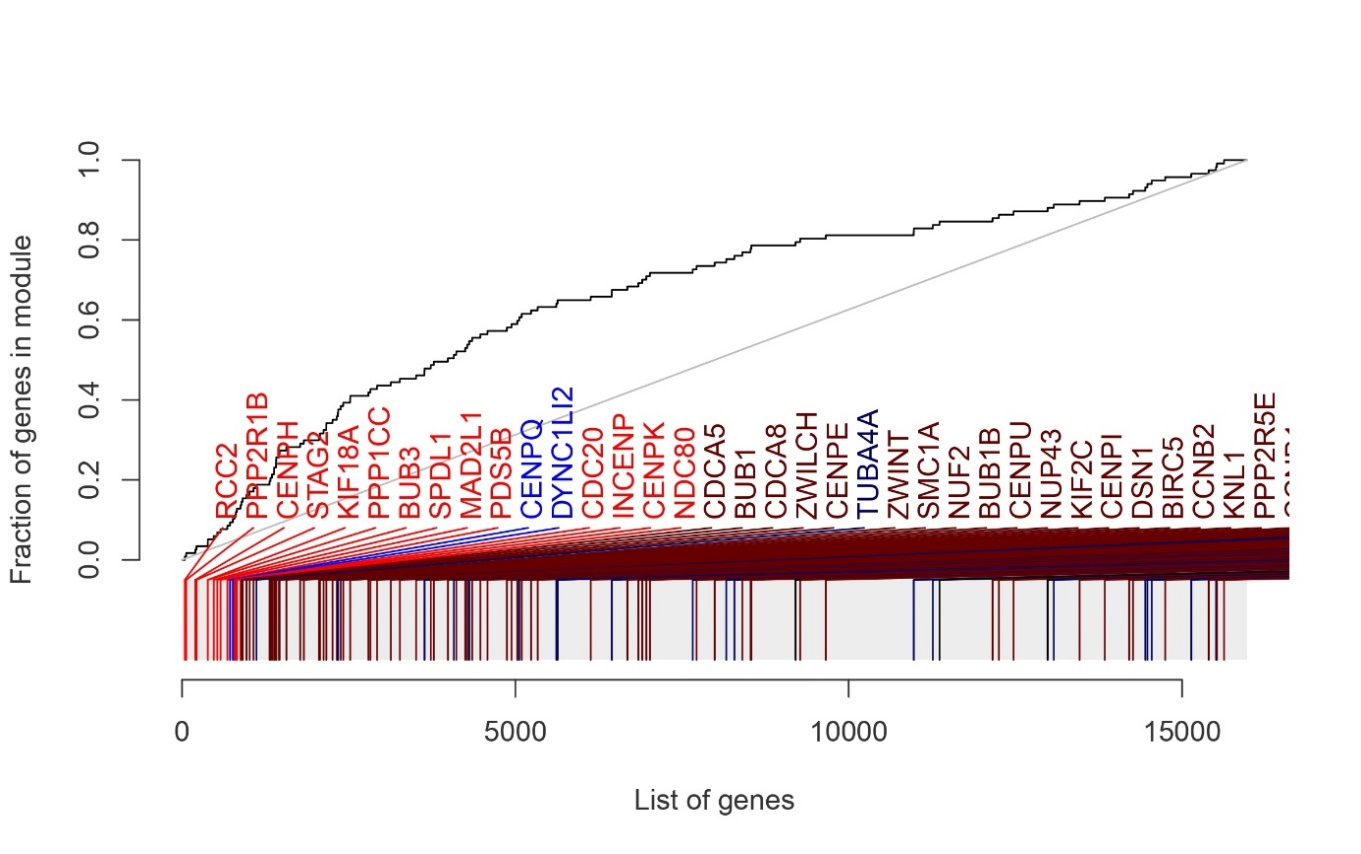 1.0
0.8
0.6
0.4
0.2
0.0
Fraction of genes in module
RCC2
PPP2R1B
CENPH
STAG2
KIF18A
PPP1CC
BUB3
SPDL1
MAD2L1
PDS5B
CENPQ
DYNC1LI2
CDC20
INCENP
CENPK
NDC80
CDCA5
BUB1
CDCA8
ZWILCH
CENPE
TUBA4A
ZWINT
SMC1A
NUF2
BUB1B
CENPU
NUP43
KIF2C
CENPI
DSN1
BIRC5
CCNB2
KNL1
PPP2R5E
0 5000 10000 15000
List of genes